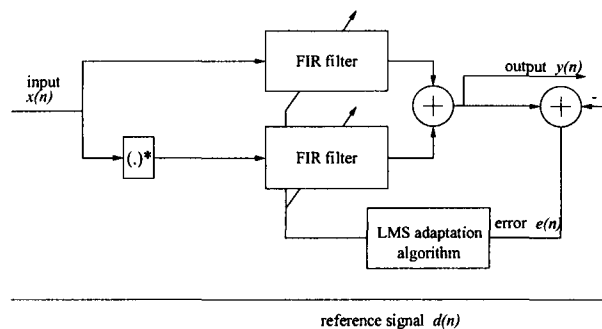 FIR filter
input
x(n)
output y(n)
+
+
-
(.)*
FIR filter
LMS adaptation
algorithm
error e(n)
reference signal d(n)